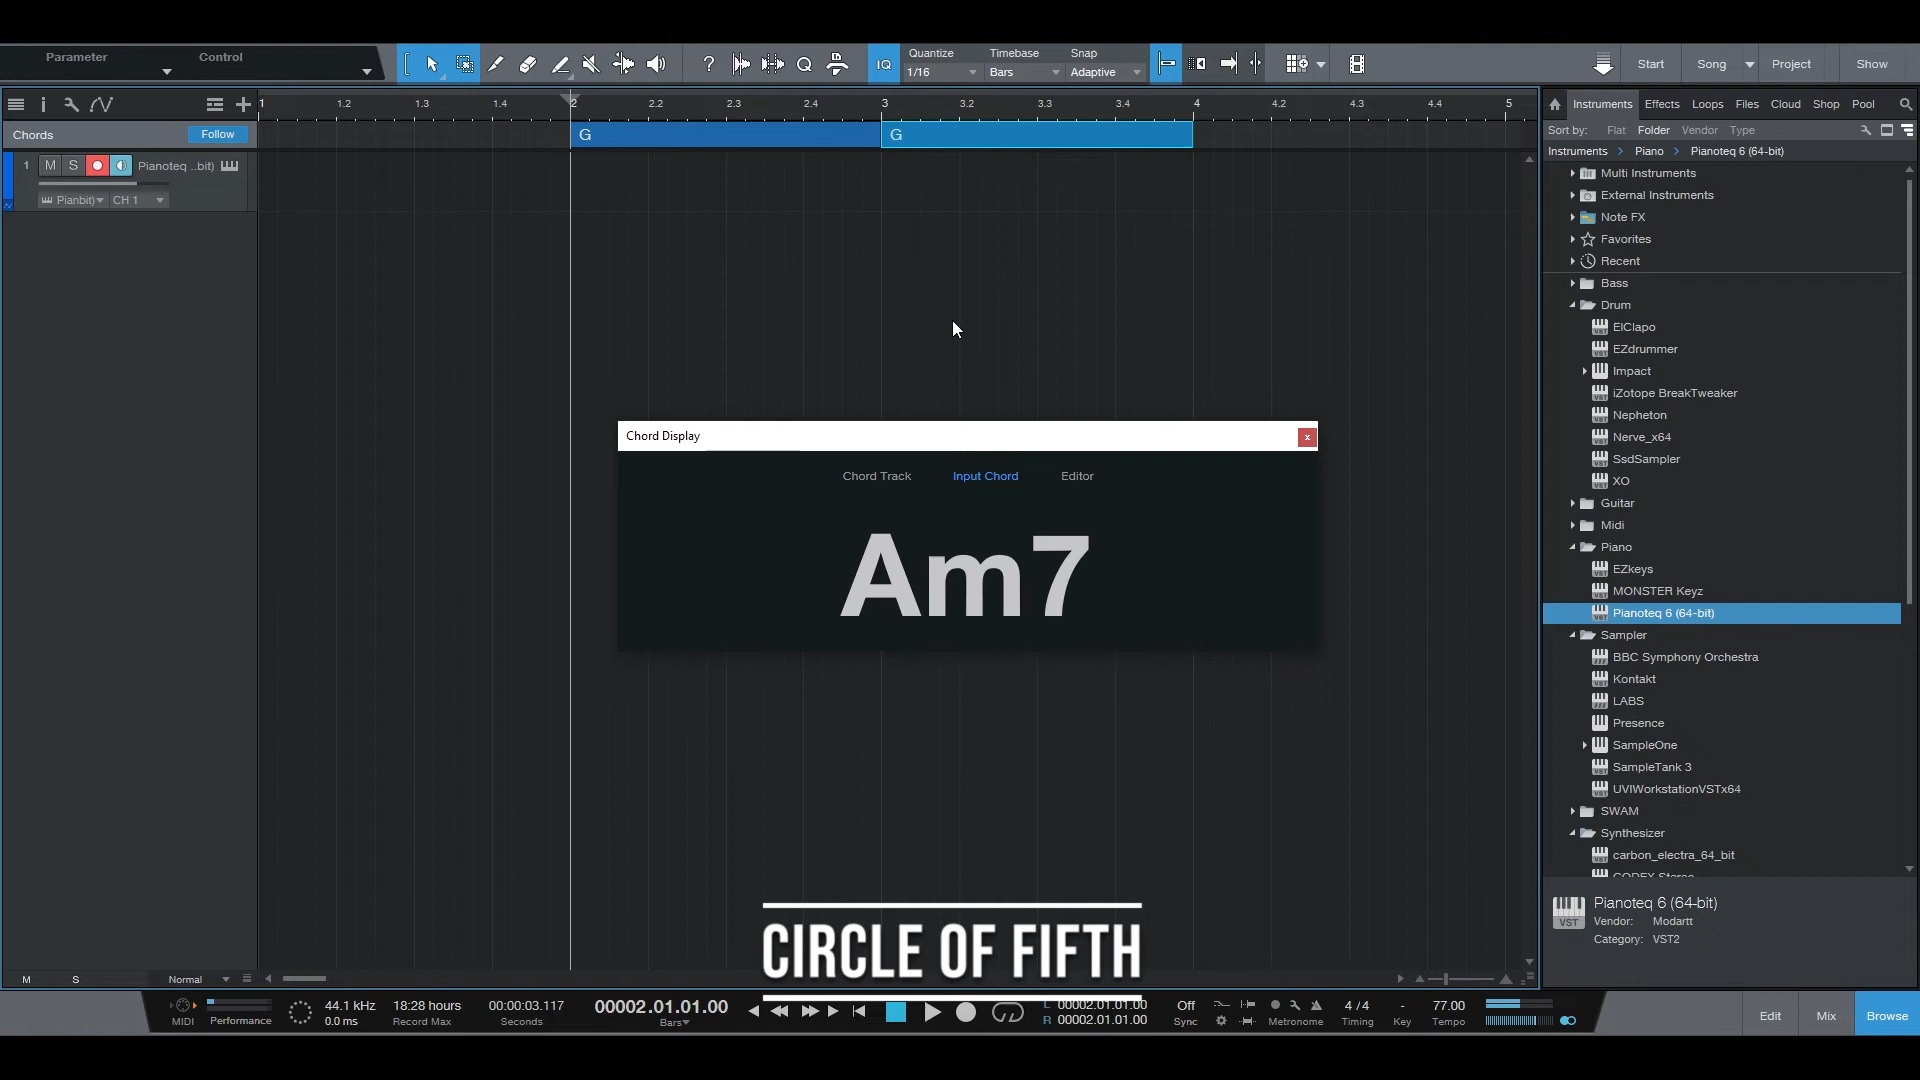 Parameter Control
Quantize Timebase Snap
IQ 1/16 Bars Adaptive
Start Song Project Show
1 1.2 1.3 1.4 2 2.2 2.3 2.4 3 3.2 3.3 3.4 4 4.2 4.3 4.4 5
Chords Follow G G
1 M S Pianoteq ..bit)
Pianbit) CH 1
Instruments Effects Loops Files Cloud Shop Pool
Sort by: Flat Folder Vendor Type
Instruments Piano Pianoteq 6 (64-bit)
Multi Instruments
External Instruments
Note FX
Favorites
Recent
Bass
Drum
ElClapo
EZdrummer
Impact
iZotope BreakTweaker
Nepheton
Nerve_x64
SsdSampler
XO
Guitar
Midi
Piano
EZkeys
MONSTER Keyz
Pianoteq 6 (64-bit)
Sampler
BBC Symphony Orchestra
Kontakt
LABS
Presence
SampleOne
SampleTank 3
UVIWorkstationVSTx64
SWAM
Synthesizer
carbon_electra_64_bit
Chord Display x
Chord Track Input Chord Editor
Am7
CIRCLE OF FIFTH
Pianoteq 6 (64-bit)
Vendor: Modartt
Category: VST2
VST
M S Normal
MIDI Performance
44.1 kHz
0.0 ms
18:28 hours
Record Max
00:00:03.117
Seconds
00002.01.01.00
Bars
L 00002.01.01.00
R 00002.01.01.00
Off
Sync
Metronome
4 / 4
Timing
-
Key
77.00
Tempo
Edit Mix Browse